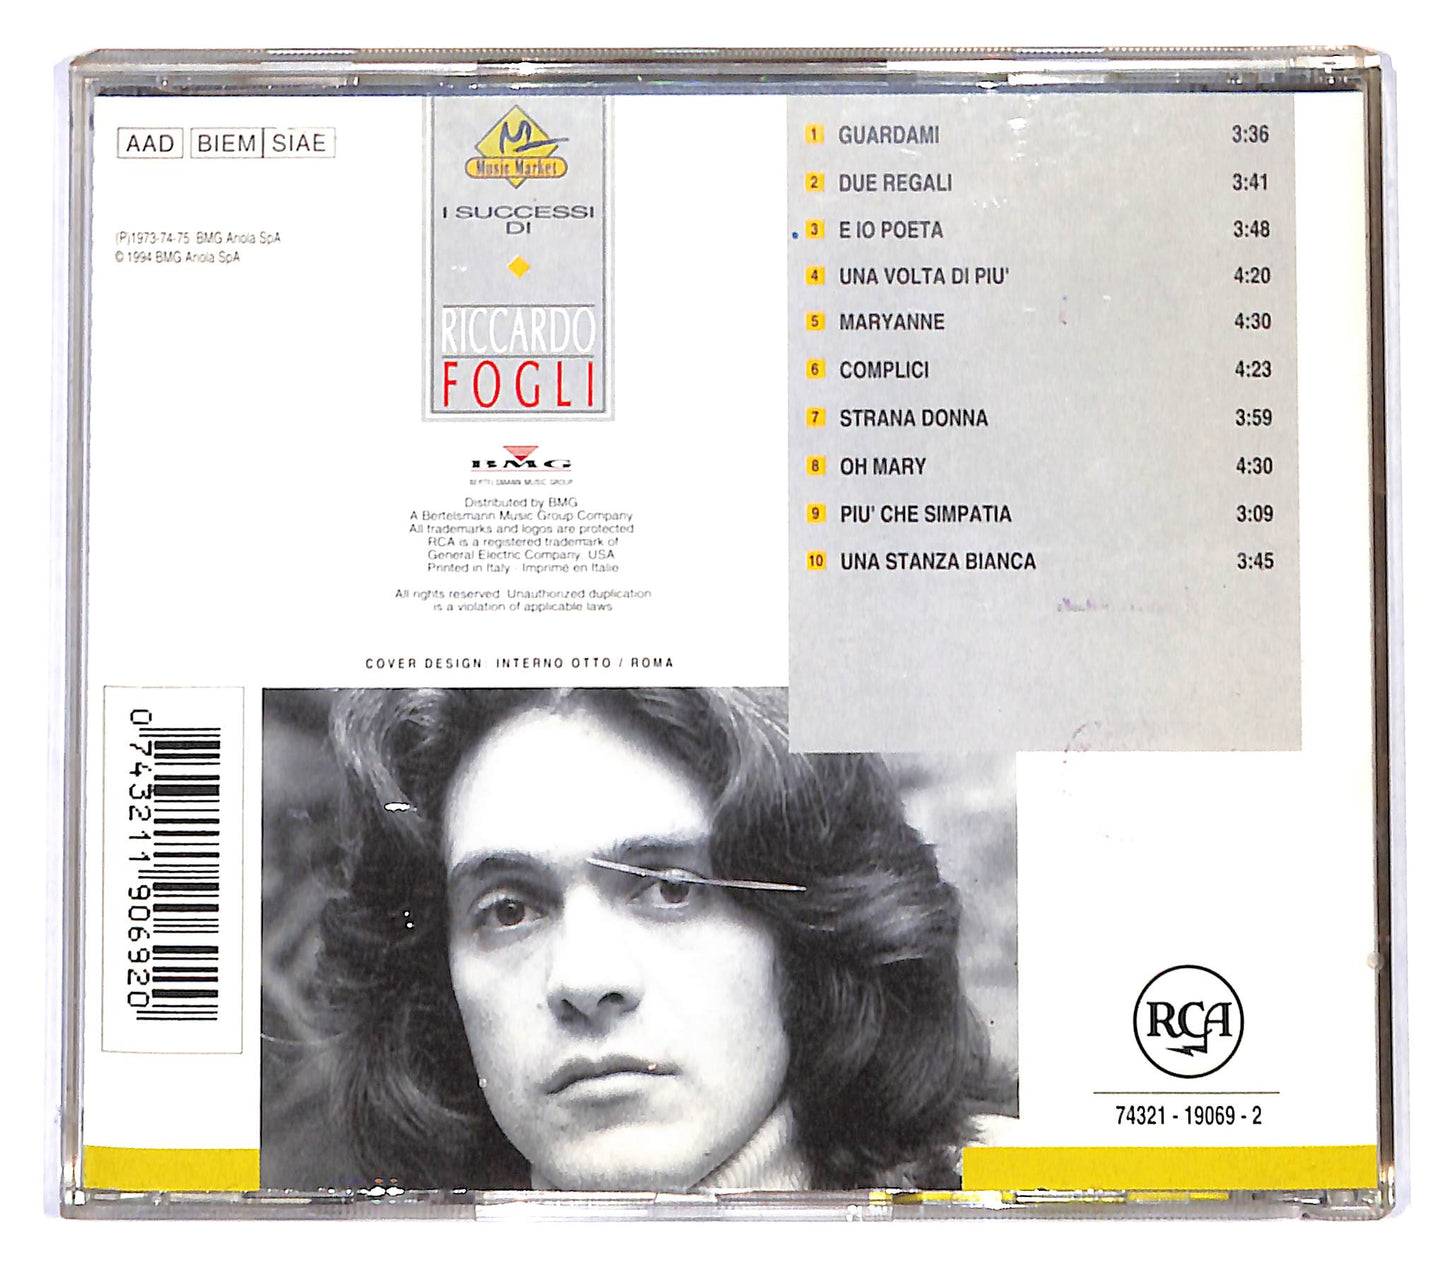 AAD BIEM SIAE
(P)1973-74-75 BMG Ariola SpA
© 1994 BMG Ariola SpA
M
Music Market
I SUCCESSI
DI
RICCARDO
FOGLI
BMG
BERTELSMANN MUSIC GROUP
Distributed by BMG
A Bertelsmann Music Group Company
All trademarks and logos are protected
RCA is a registered trademark of
General Electric Company. USA
Printed in Italy - Imprimé en Italie
All rights reserved. Unauthorized duplication
is a violation of applicable laws
COVER DESIGN: INTERNO OTTO / ROMA
1 GUARDAMI 3:36
2 DUE REGALI 3:41
3 E IO POETA 3:48
4 UNA VOLTA DI PIU' 4:20
5 MARYANNE 4:30
6 COMPLICI 4:23
7 STRANA DONNA 3:59
8 OH MARY 4:30
9 PIU' CHE SIMPATIA 3:09
10 UNA STANZA BIANCA 3:45
0 743211 906920
RCA
74321 - 19069 - 2